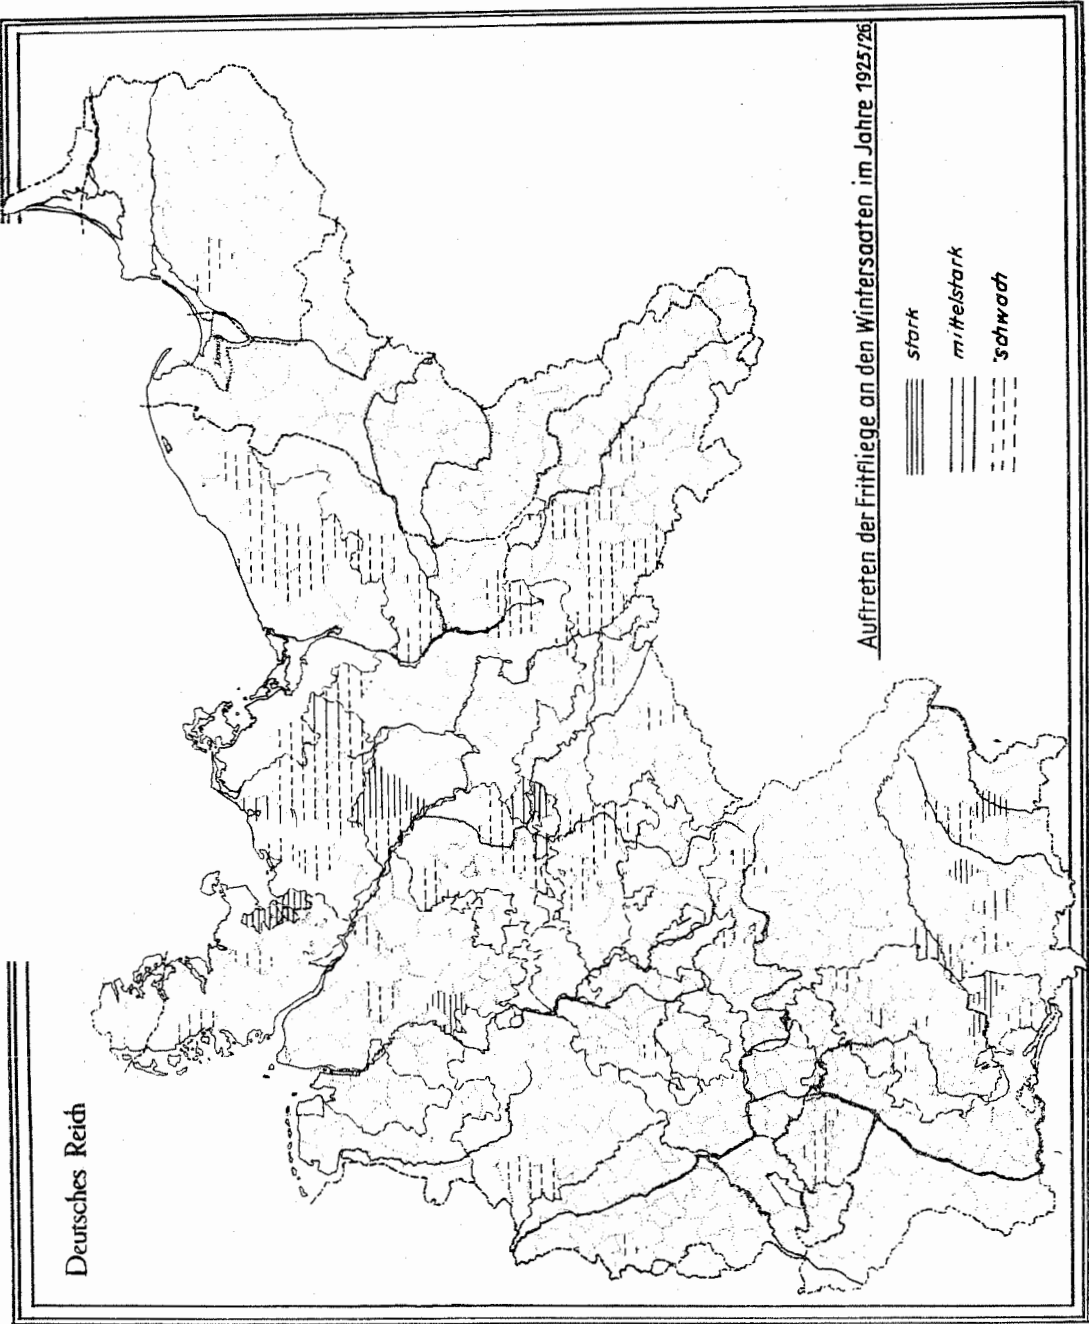 Deutsches Reich
Auftreten der Fritfliege an den Wintersaaten im Jahre 1925/26
stark
mittelstark
schwach